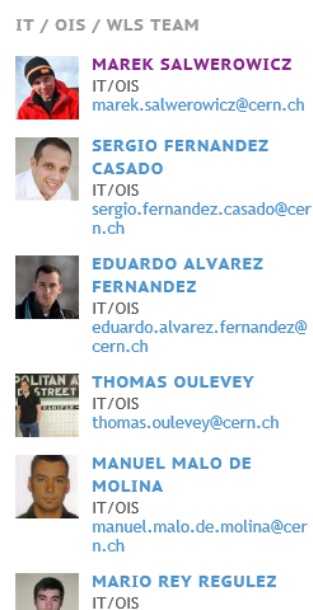 IT / OIS / WLS TEAM
MAREK SALWEROWICZ
IT/OIS
marek.salwerowicz@cern.ch
SERGIO FERNANDEZ
CASADO
IT/OIS
sergio.fernandez.casado@cer
n.ch
EDUARDO ALVAREZ
FERNANDEZ
IT/OIS
eduardo.alvarez.fernandez@
cern.ch
POLITAN A
STREET
TRANSFER
THOMAS OULEVEY
IT/OIS
thomas.oulevey@cern.ch
MANUEL MALO DE
MOLINA
IT/OIS
manuel.malo.de.molina@cer
n.ch
MARIO REY REGULEZ
IT/OIS